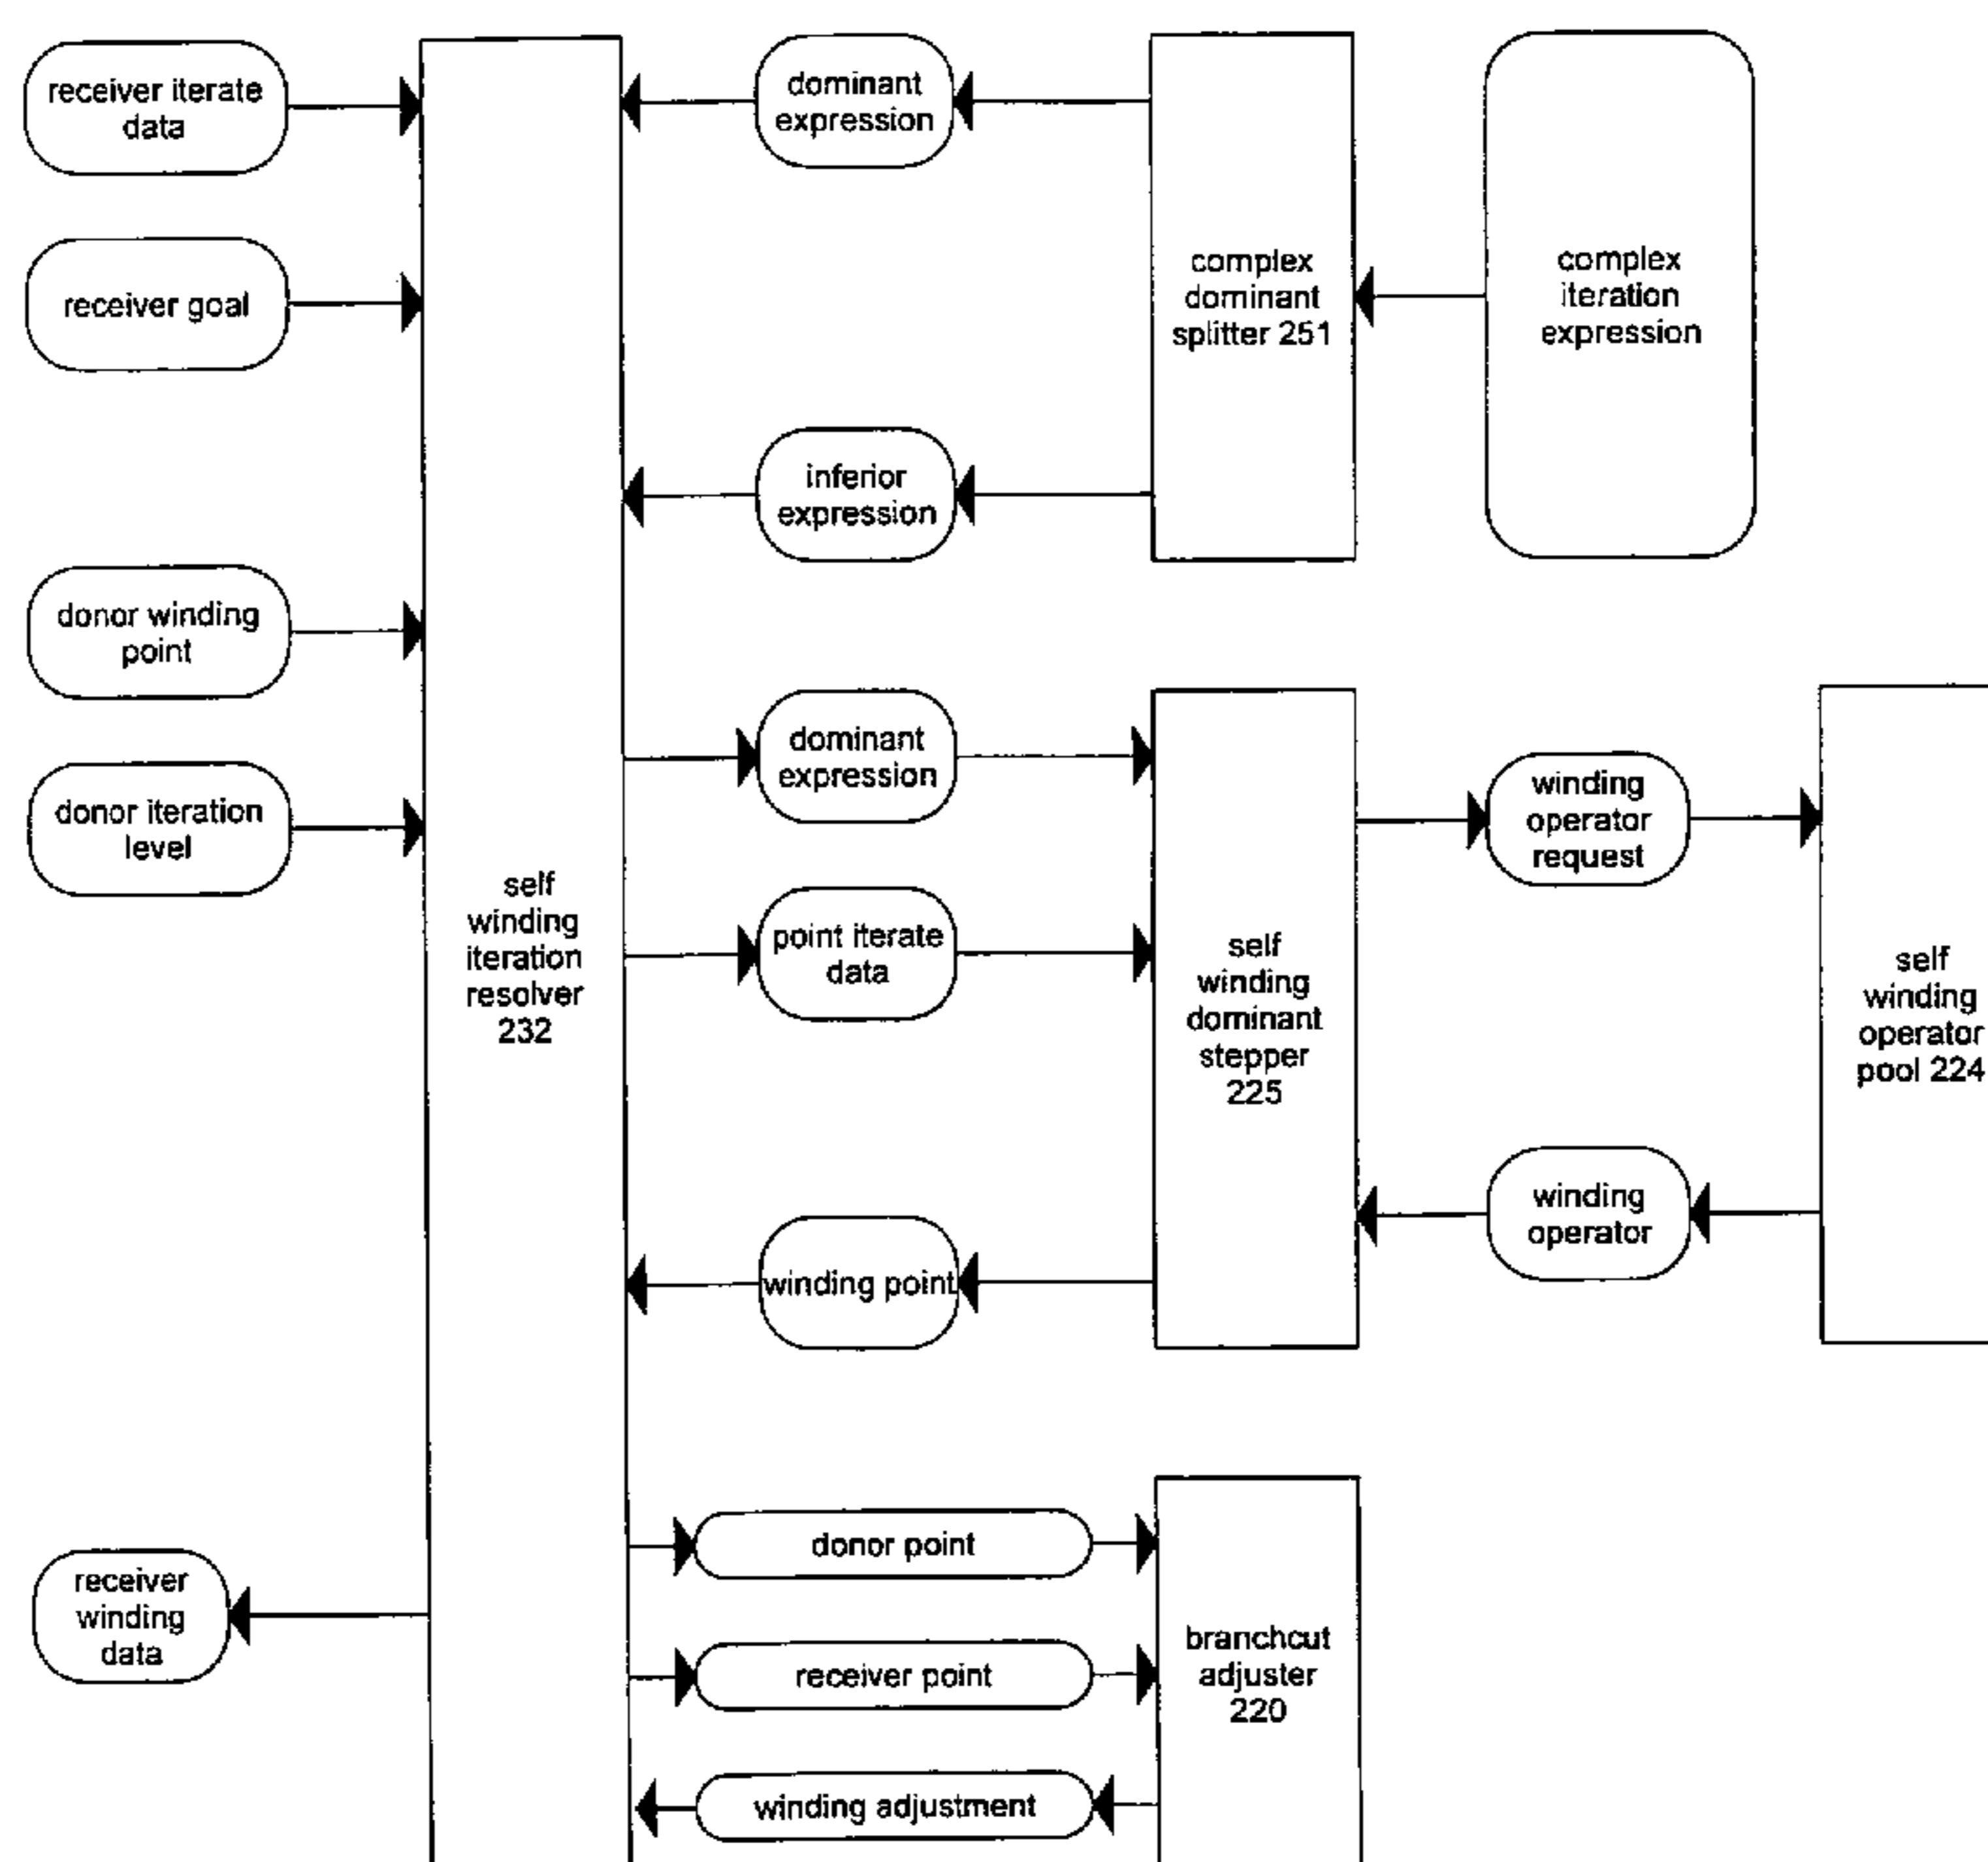 receiver iterate
data
receiver goal
donor winding
point
donor iteration
level
receiver
winding
data
self
winding
iteration
resolver
232
dominant
expression
inferior
expression
dominant
expression
point iterate
data
winding point
donor point
receiver point
winding adjustment
complex
dominant
splitter 251
self
winding
dominant
stepper
225
branchcut
adjuster
220
complex
iteration
expression
winding
operator
request
winding
operator
self
winding
operator
pool 224